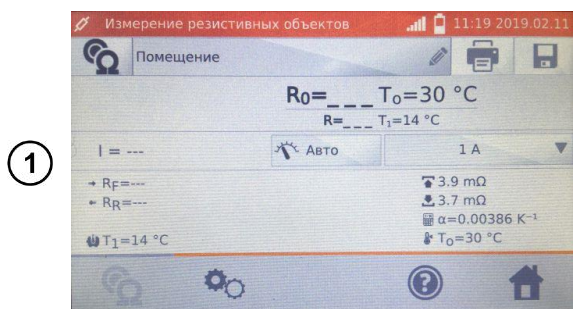 Измерение резистивных объектов 11:19 2019.02.11
Помещение
R₀=_ _ _ T₀=30 °C
R=_ _ _ T₁=14 °C
1
I = ---
Авто
1 A
→ RF=---
← RR=---
T₁=14 °C
3.9 mΩ
3.7 mΩ
α=0.00386 K⁻¹
T₀=30 °C
?